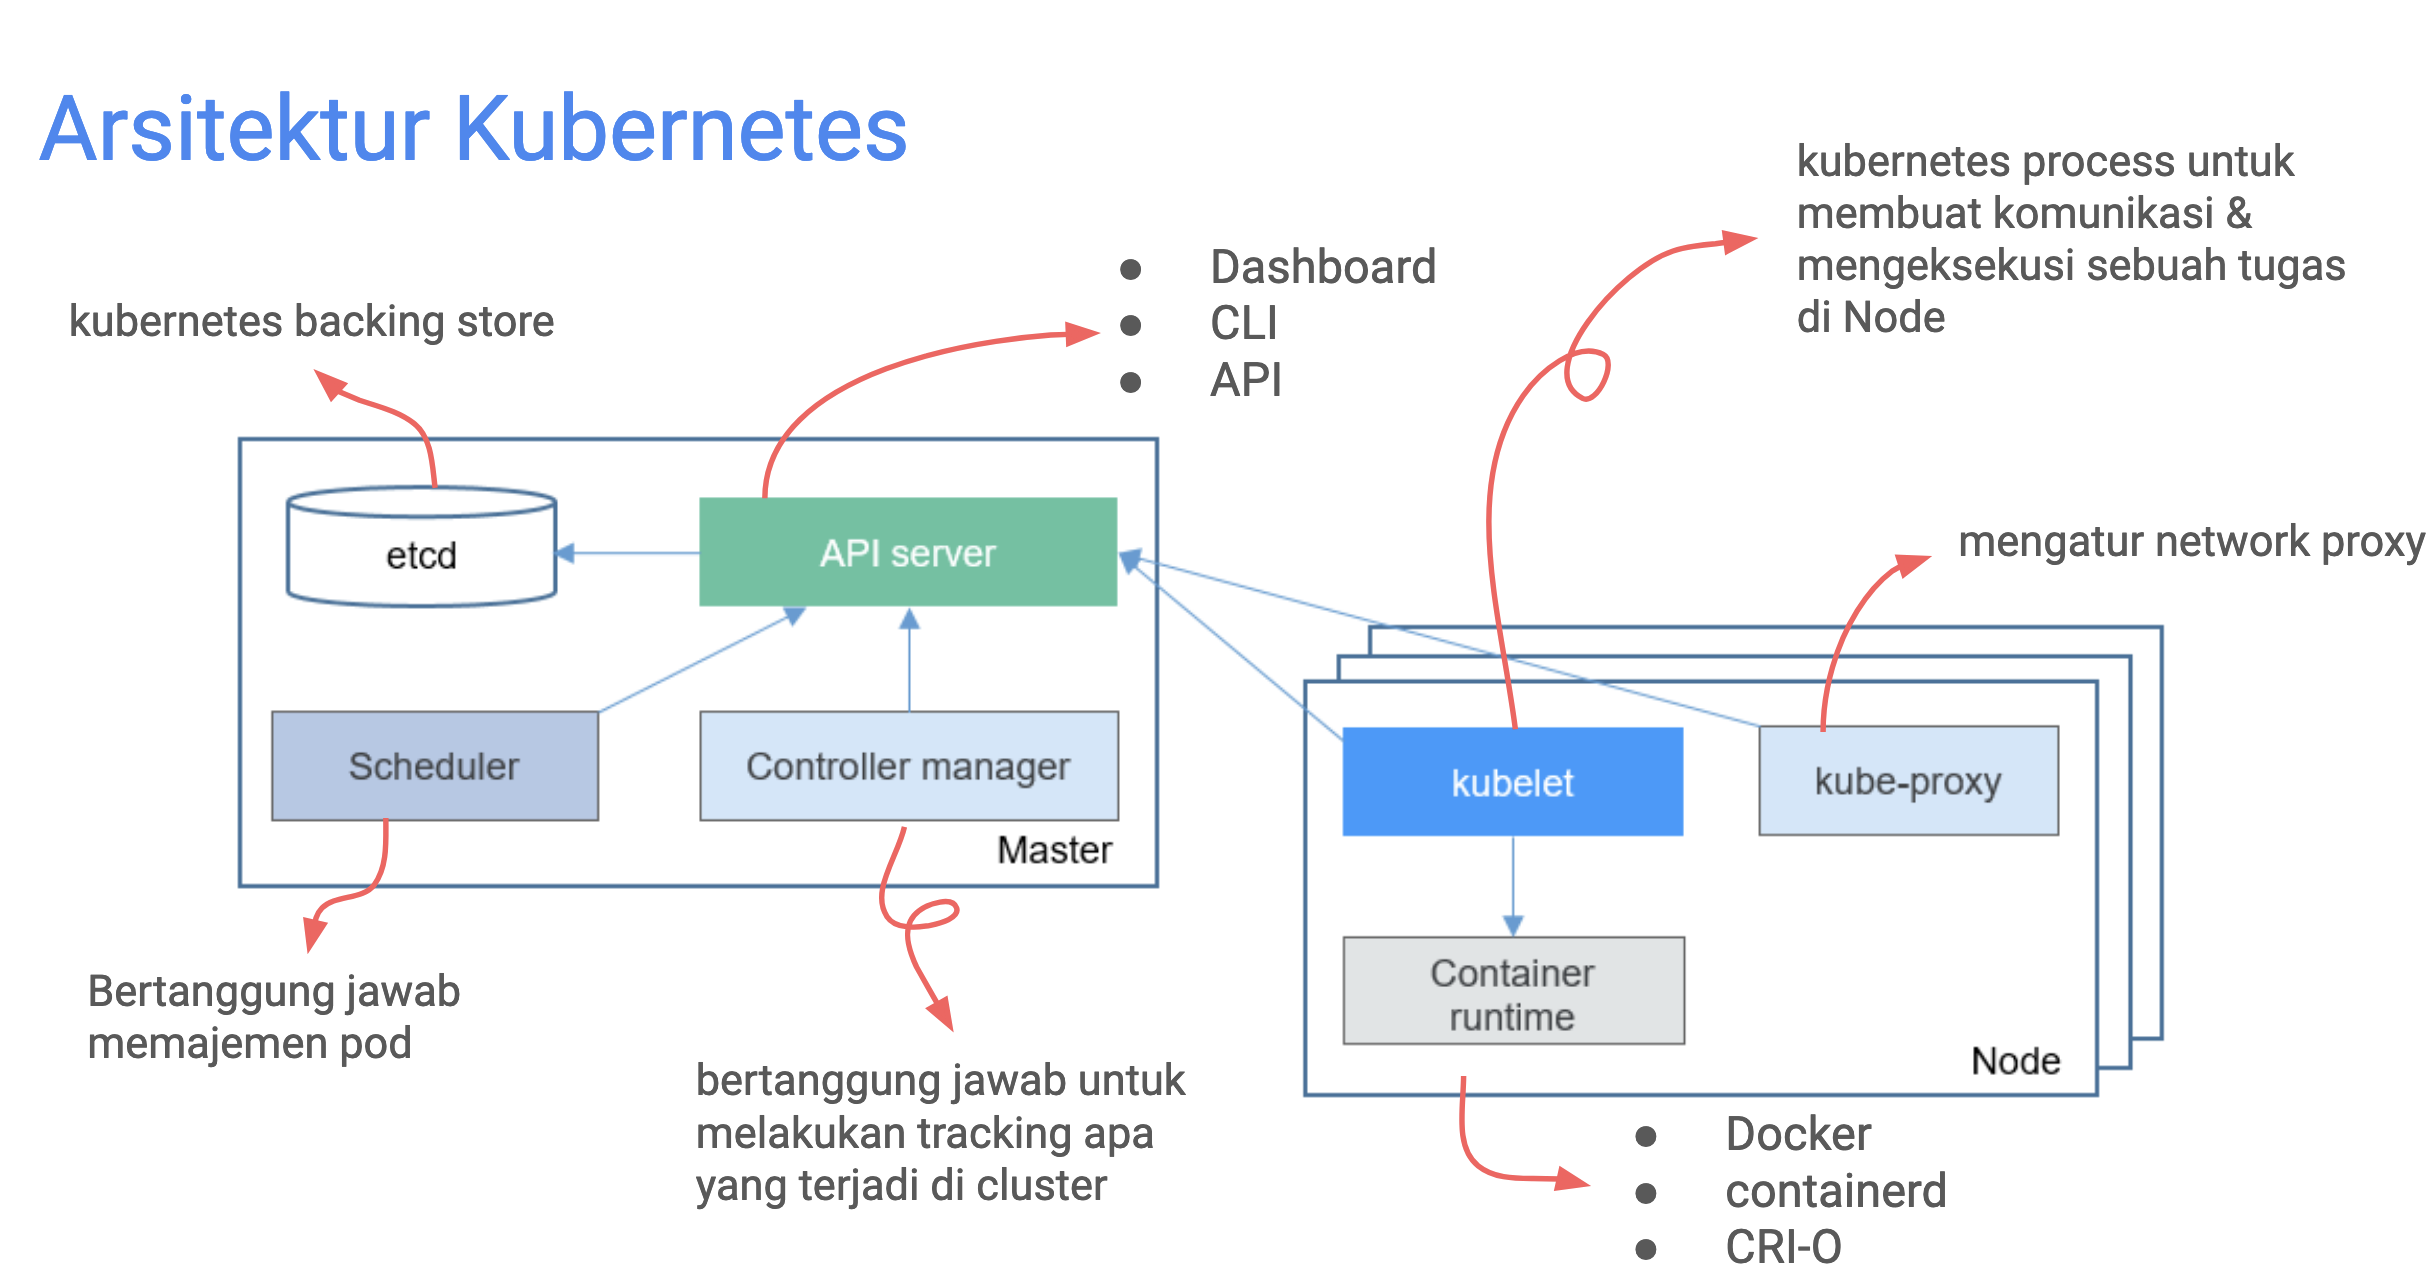 Arsitektur Kubernetes
kubernetes process untuk
membuat komunikasi &
mengeksekusi sebuah tugas
di Node
● Dashboard
● CLI
● API
kubernetes backing store
etcd
API server
mengatur network proxy
Scheduler
Controller manager
Master
kubelet
kube-proxy
Container
runtime
Node
Bertanggung jawab
memajemen pod
bertanggung jawab untuk
melakukan tracking apa
yang terjadi di cluster
● Docker
● containerd
● CRI-O